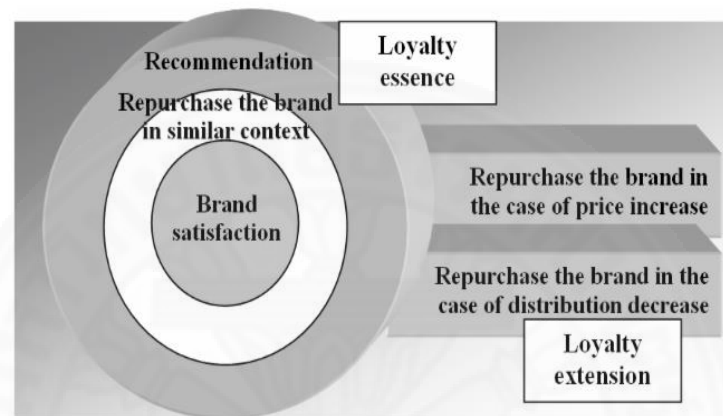 Loyalty
essence
Recommendation
Repurchase the brand
in similar context
Brand
satisfaction
Repurchase the brand in
the case of price increase
Repurchase the brand in the
case of distribution decrease
Loyalty
extension